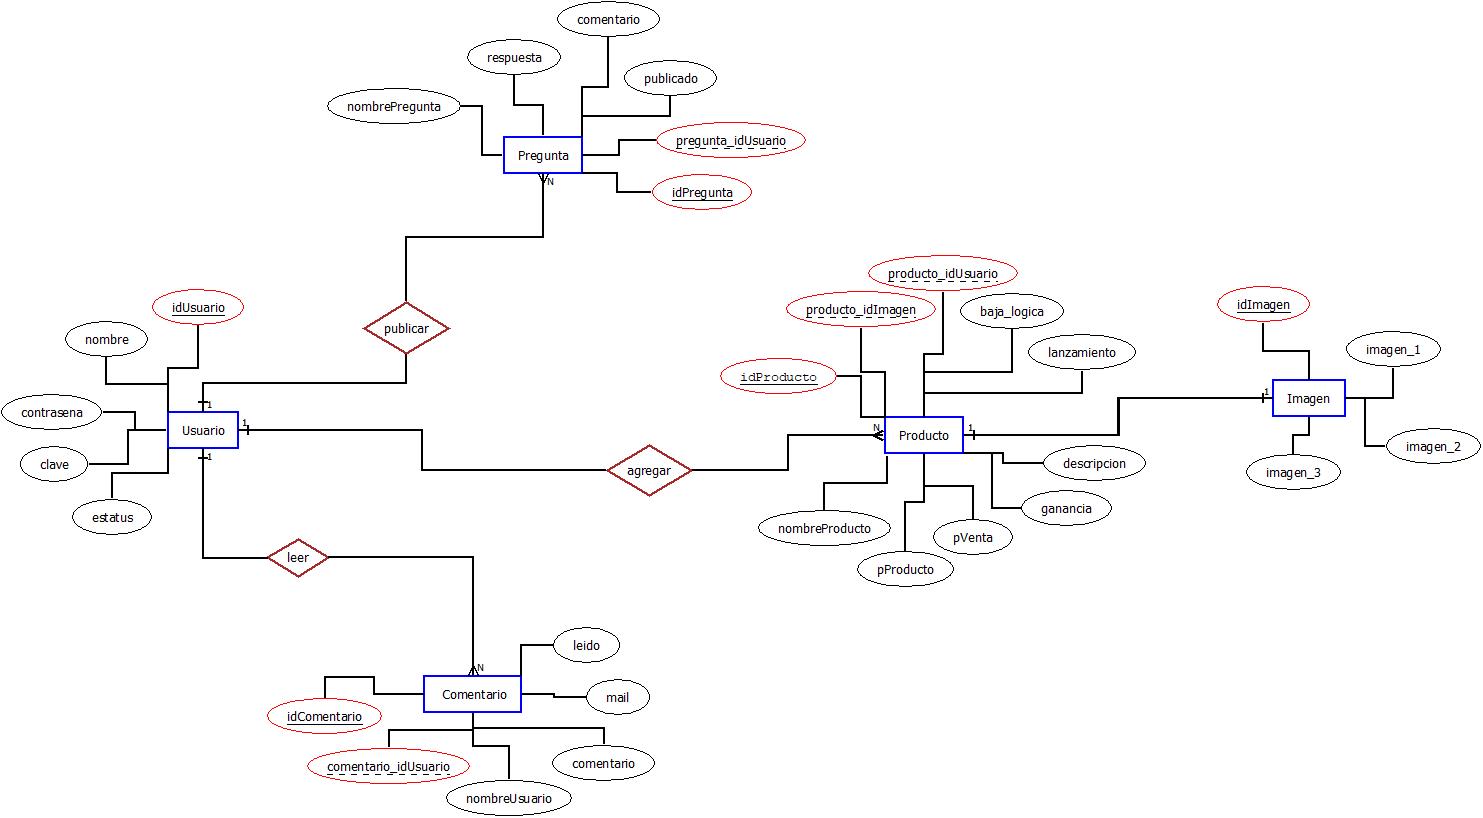 comentario
respuesta
publicado
nombrePregunta
pregunta_idUsuario
Pregunta
N
idPregunta
producto_idUsuario
idUsuario
producto_idImagen
baja_logica
idImagen
publicar
nombre
lanzamiento
imagen_1
idProducto
1
1
contrasena
Usuario
1
N
Producto
1
Imagen
imagen_2
clave
1
agregar
descripcion
imagen_3
estatus
ganancia
nombreProducto
pVenta
leer
pProducto
leido
N
Comentario
mail
idComentario
comentario_idUsuario
comentario
nombreUsuario